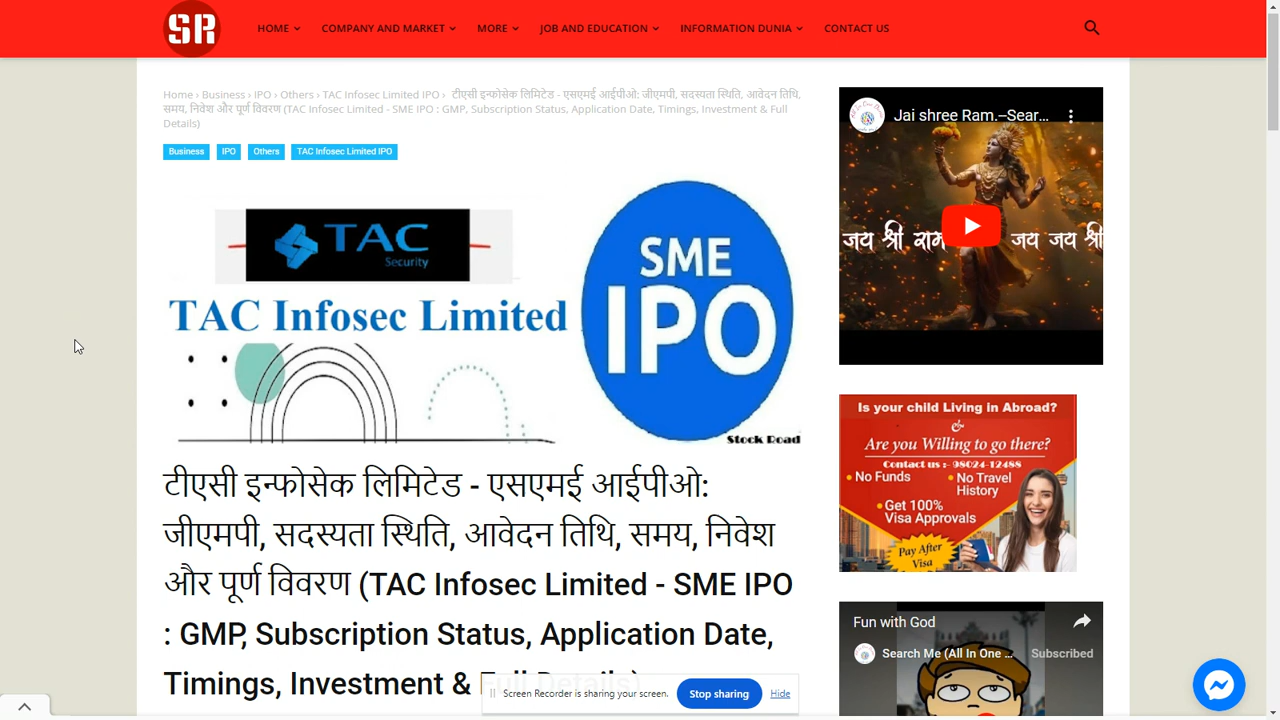 SR
HOME
COMPANY AND MARKET
MORE
JOB AND EDUCATION
INFORMATION DUNIA
CONTACT US
Home › Business › IPO › Others › TAC Infosec Limited IPO › टीएसी इन्फोसेक लिमिटेड - एसएमई आईपीओ: जीएमपी, सदस्यता स्थिति, आवेदन तिथि,
समय, निवेश और पूर्ण विवरण (TAC Infosec Limited - SME IPO : GMP, Subscription Status, Application Date, Timings, Investment & Full
Details)
Business
IPO
Others
TAC Infosec Limited IPO
TAC
Security
TAC Infosec Limited
SME
IPO
Stock Road
टीएसी इन्फोसेक लिमिटेड - एसएमई आईपीओ:
जीएमपी, सदस्यता स्थिति, आवेदन तिथि, समय, निवेश
और पूर्ण विवरण (TAC Infosec Limited - SME IPO
: GMP, Subscription Status, Application Date,
Timings, Investment & Full Details)
Jai shree Ram.–Sear...
जय श्री राम
जय जय श्री
Is your child Living in Abroad?
&
Are you Willing to go there?
Contact us :- 98024-12488
No Funds
No Travel
History
Get 100%
Visa Approvals
Pay After
Visa
Fun with God
Search Me (All In One ...
Subscribed
Screen Recorder is sharing your screen.
Stop sharing
Hide